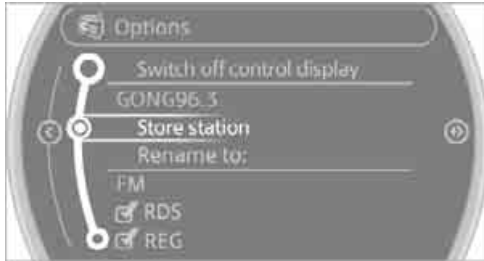 Options
Switch off control display
GONG96.3
Store station
Rename to:
FM
RDS
REG